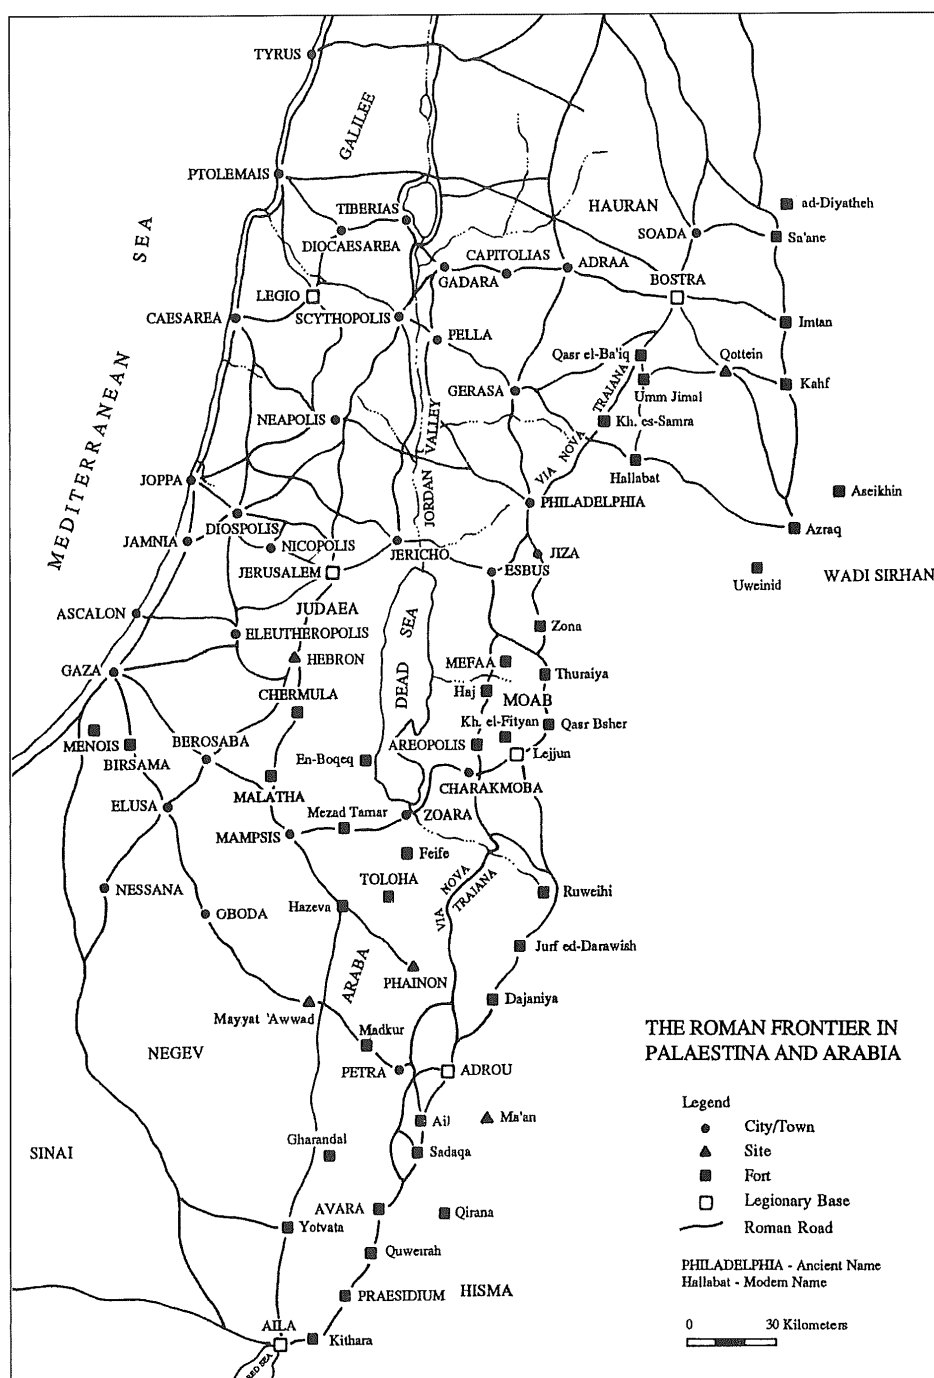 TYRUS
GALILEE
PTOLEMAIS
TIBERIAS
HAURAN
ad-Diyatheh
SEA
DIOCAESAREA
SOADA
Sa'ane
CAPITOLIAS
ADRAA
GADARA
BOSTRA
LEGIO
CAESAREA
SCYTHOPOLIS
Imtan
PELLA
Qasr el-Ba'iq
Qottein
MEDITERRANEAN
GERASA
TRAIANA
Umm Jimal
Kahf
NEAPOLIS
VALLEY
Kh. es-Samra
VIA NOVA
JOPPA
JORDAN
Hallabat
Aseikhin
PHILADELPHIA
DIOSPOLIS
Azraq
JAMNIA
NICOPOLIS
JERICHO
JIZA
JERUSALEM
ESBUS
Uweinid
WADI SIRHAN
ASCALON
JUDAEA
SEA
Zona
ELEUTHEROPOLIS
GAZA
HEBRON
MEFAA
Thuraiya
DEAD
Haj
MOAB
CHERMULA
Kh. el-Fityan
Qasr Bsher
MENOIS
BEROSABA
AREOPOLIS
BIRSAMA
En-Boqeq
Lejjun
CHARAKMOBA
MALATHA
ELUSA
Mezad Tamar
ZOARA
MAMPSIS
Feife
NESSANA
TOLOHA
NOVA
TRAIANA
VIA
Ruweihi
Hazeva
OBODA
Jurf ed-Darawish
ARABA
PHAINON
Dajaniya
Mayyat 'Awwad
Madkur
NEGEV
PETRA
ADROU
THE ROMAN FRONTIER IN
PALAESTINA AND ARABIA
Legend
City/Town
Site
Fort
Legionary Base
Roman Road
PHILADELPHIA - Ancient Name
Hallabat - Modern Name
0 30 Kilometers
Ail
Ma'an
SINAI
Gharandal
Sadaqa
AVARA
Qirana
Yotvata
Quweirah
PRAESIDIUM
HISMA
AILA
Kithara
RED SEA